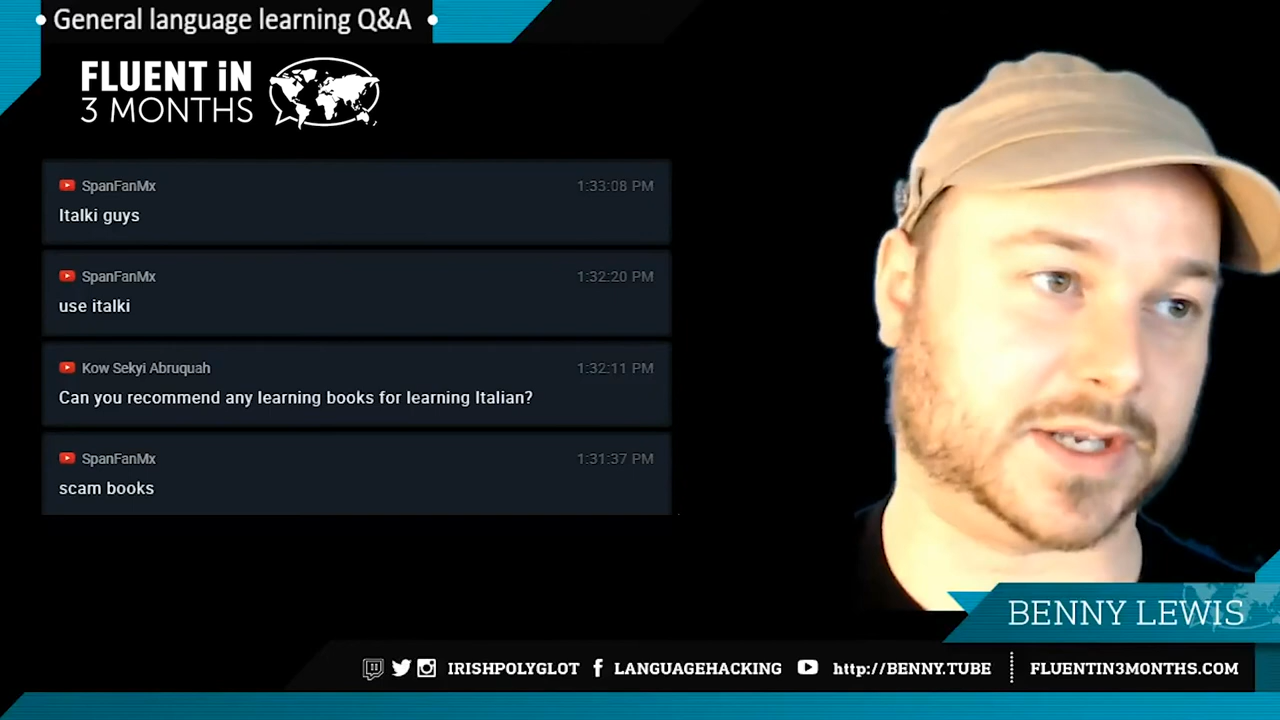 General language learning Q&A
FLUENT iN
3 MONTHS
SpanFanMx 1:33:08 PM
Italki guys
SpanFanMx 1:32:20 PM
use italki
Kow Sekyi Abruquah 1:32:11 PM
Can you recommend any learning books for learning Italian?
SpanFanMx 1:31:37 PM
scam books
BENNY LEWIS
IRISHPOLYGLOT LANGUAGEHACKING http://BENNY.TUBE FLUENTIN3MONTHS.COM